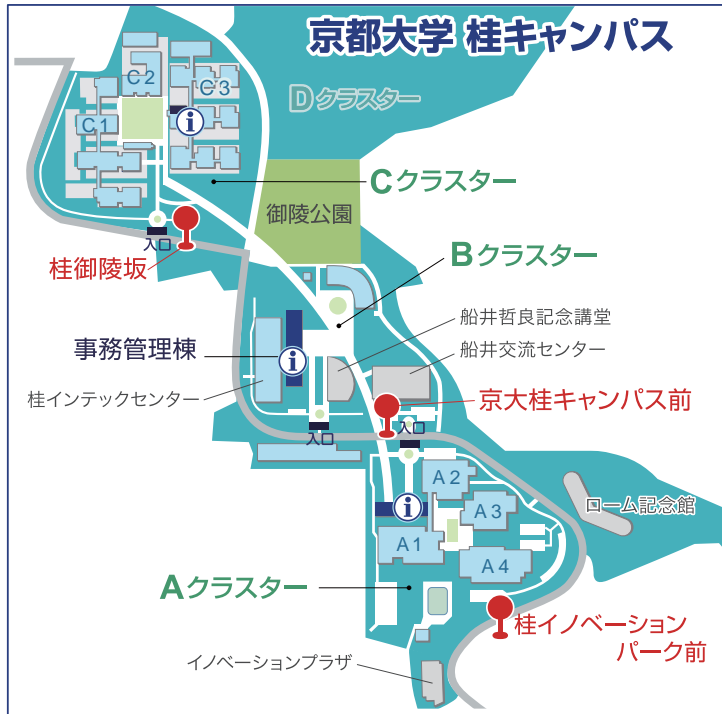 京都大学 桂キャンパス
C2
C3
Dクラスター
C1
i
Cクラスター
御陵公園
入口
桂御陵坂
Bクラスター
船井哲良記念講堂
事務管理棟
i
船井交流センター
桂インテックセンター
京大桂キャンパス前
入口
入口
A2
i
A3
ローム記念館
A1
A4
Aクラスター
桂イノベーション
パーク前
イノベーションプラザ